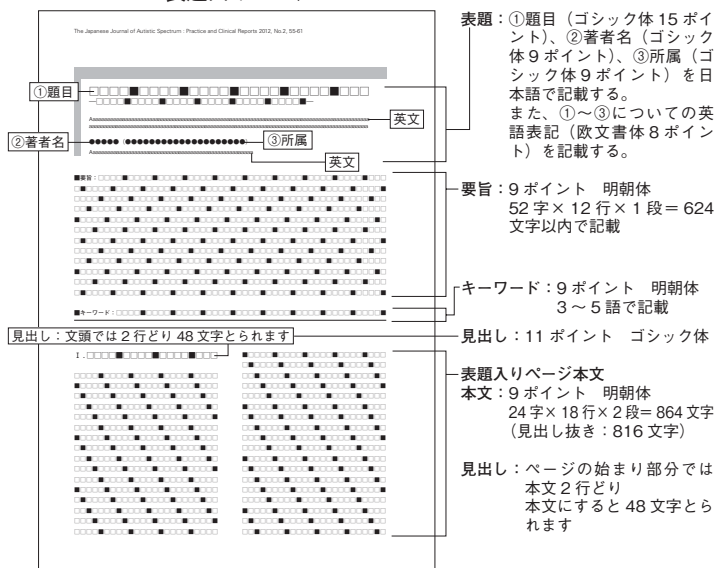 The Japanese Journal of Autistic Spectrum : Practice and Clinical Reports 2012, No.2, 55-61
①題目
英文
②著者名
③所属
英文
■要旨：
■キーワード：
見出し：文頭では2行どり48文字とられます
Ⅰ．
表題：①題目（ゴシック体15ポイ
ント）、②著者名（ゴシック
体9ポイント）、③所属（ゴ
シック体9ポイント）を日
本語で記載する。
また、①～③についての英
語表記（欧文書体8ポイン
ト）を記載する。
要旨：9ポイント　明朝体
52字×12行×1段＝624
文字以内で記載
キーワード：9ポイント　明朝体
3～5語で記載
見出し：11ポイント　ゴシック体
表題入りページ本文
本文：9ポイント　明朝体
24字×18行×2段＝864文字
（見出し抜き：816文字）
見出し：ページの始まり部分では
本文2行どり
本文にすると48文字とら
れます